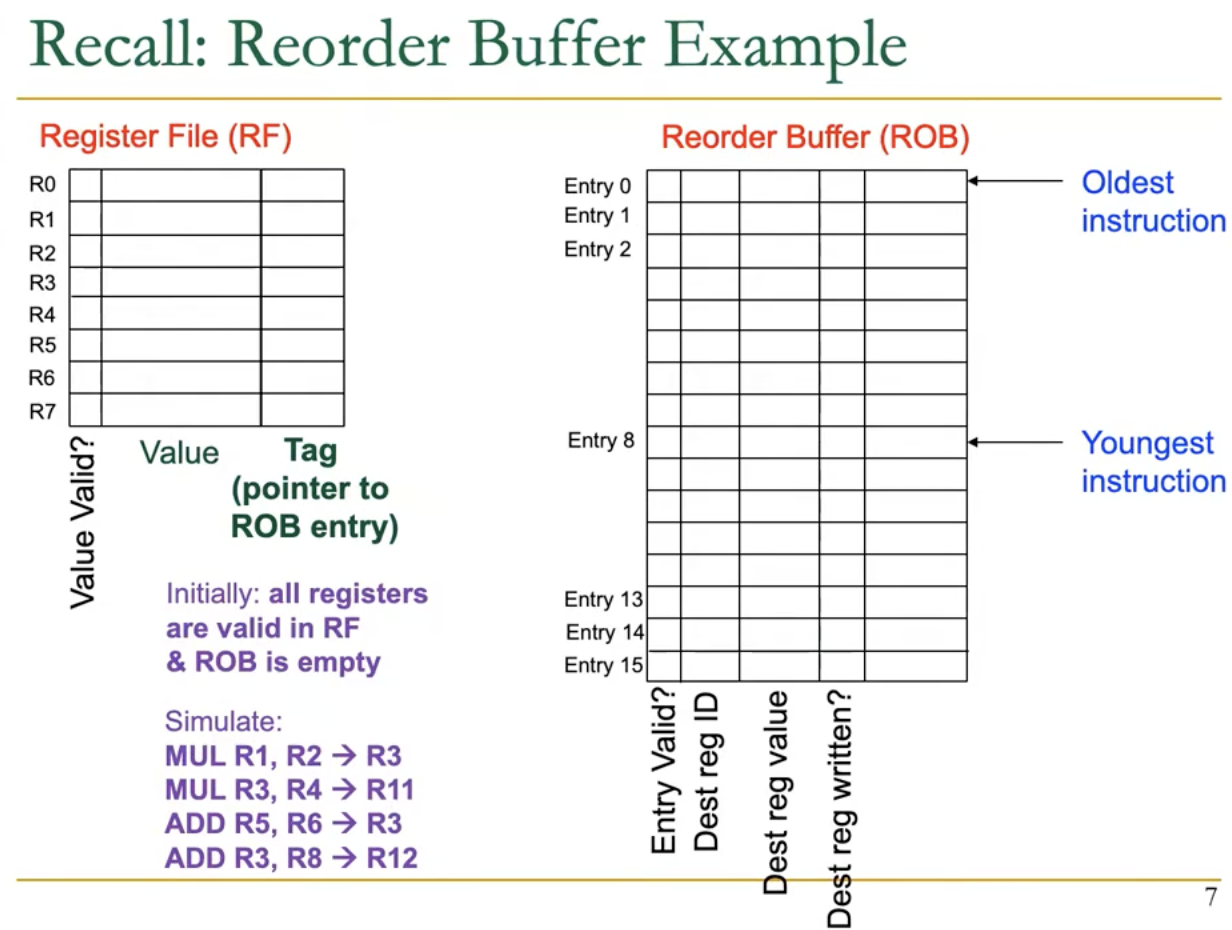 Recall: Reorder Buffer Example
Register File (RF)
R0
R1
R2
R3
R4
R5
R6
R7
Value Valid?
Value
Tag
(pointer to
ROB entry)
Initially: all registers
are valid in RF
& ROB is empty
Simulate:
MUL R1, R2 → R3
MUL R3, R4 → R11
ADD R5, R6 → R3
ADD R3, R8 → R12
Reorder Buffer (ROB)
Entry 0
Entry 1
Entry 2
Entry 8
Entry 13
Entry 14
Entry 15
Oldest
instruction
Youngest
instruction
Entry Valid?
Dest reg ID
Dest reg value
Dest reg written?
7